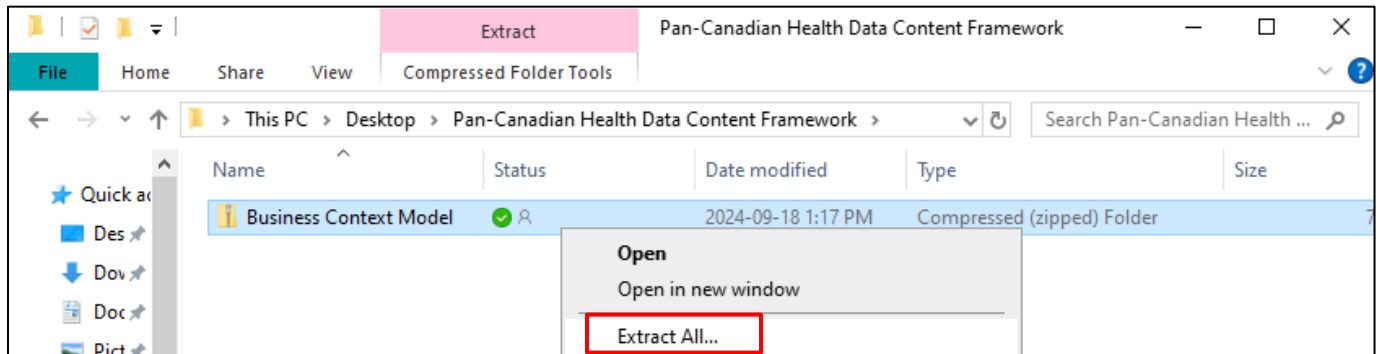 Extract
Pan-Canadian Health Data Content Framework
File
Home
Share
View
Compressed Folder Tools
This PC > Desktop > Pan-Canadian Health Data Content Framework >
Search Pan-Canadian Health ...
Name
Status
Date modified
Type
Size
Quick ac
Business Context Model
2024-09-18 1:17 PM
Compressed (zipped) Folder
7
Des
Open
Dov
Open in new window
Doc
Extract All...
Pict